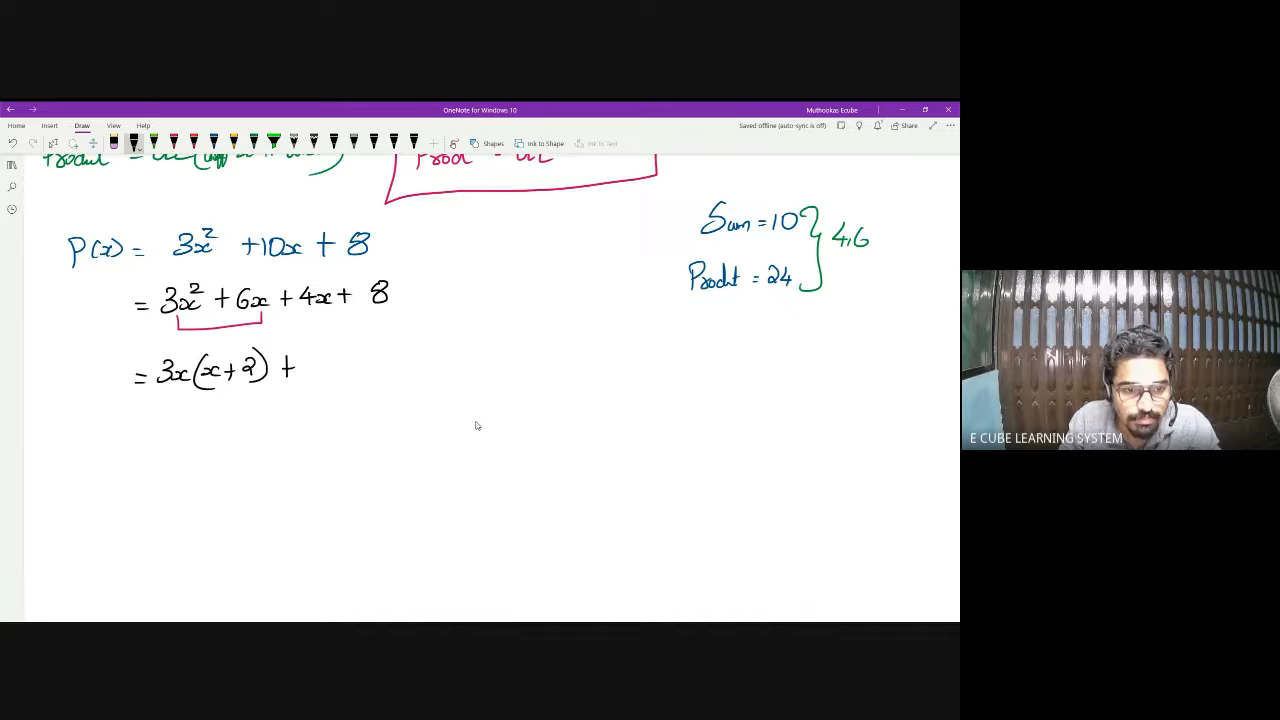 OneNote for Windows 10
Muthookas Ecube
Home Insert Draw View Help
Saved offline (auto-sync is off) Share
Shapes Ink to Shape Ink to Text
P(x) = 3x² +10x + 8
= 3x² + 6x + 4x + 8
= 3x(x+2) +
Sum = 10
Product = 24
4,6
E CUBE LEARNING SYSTEM